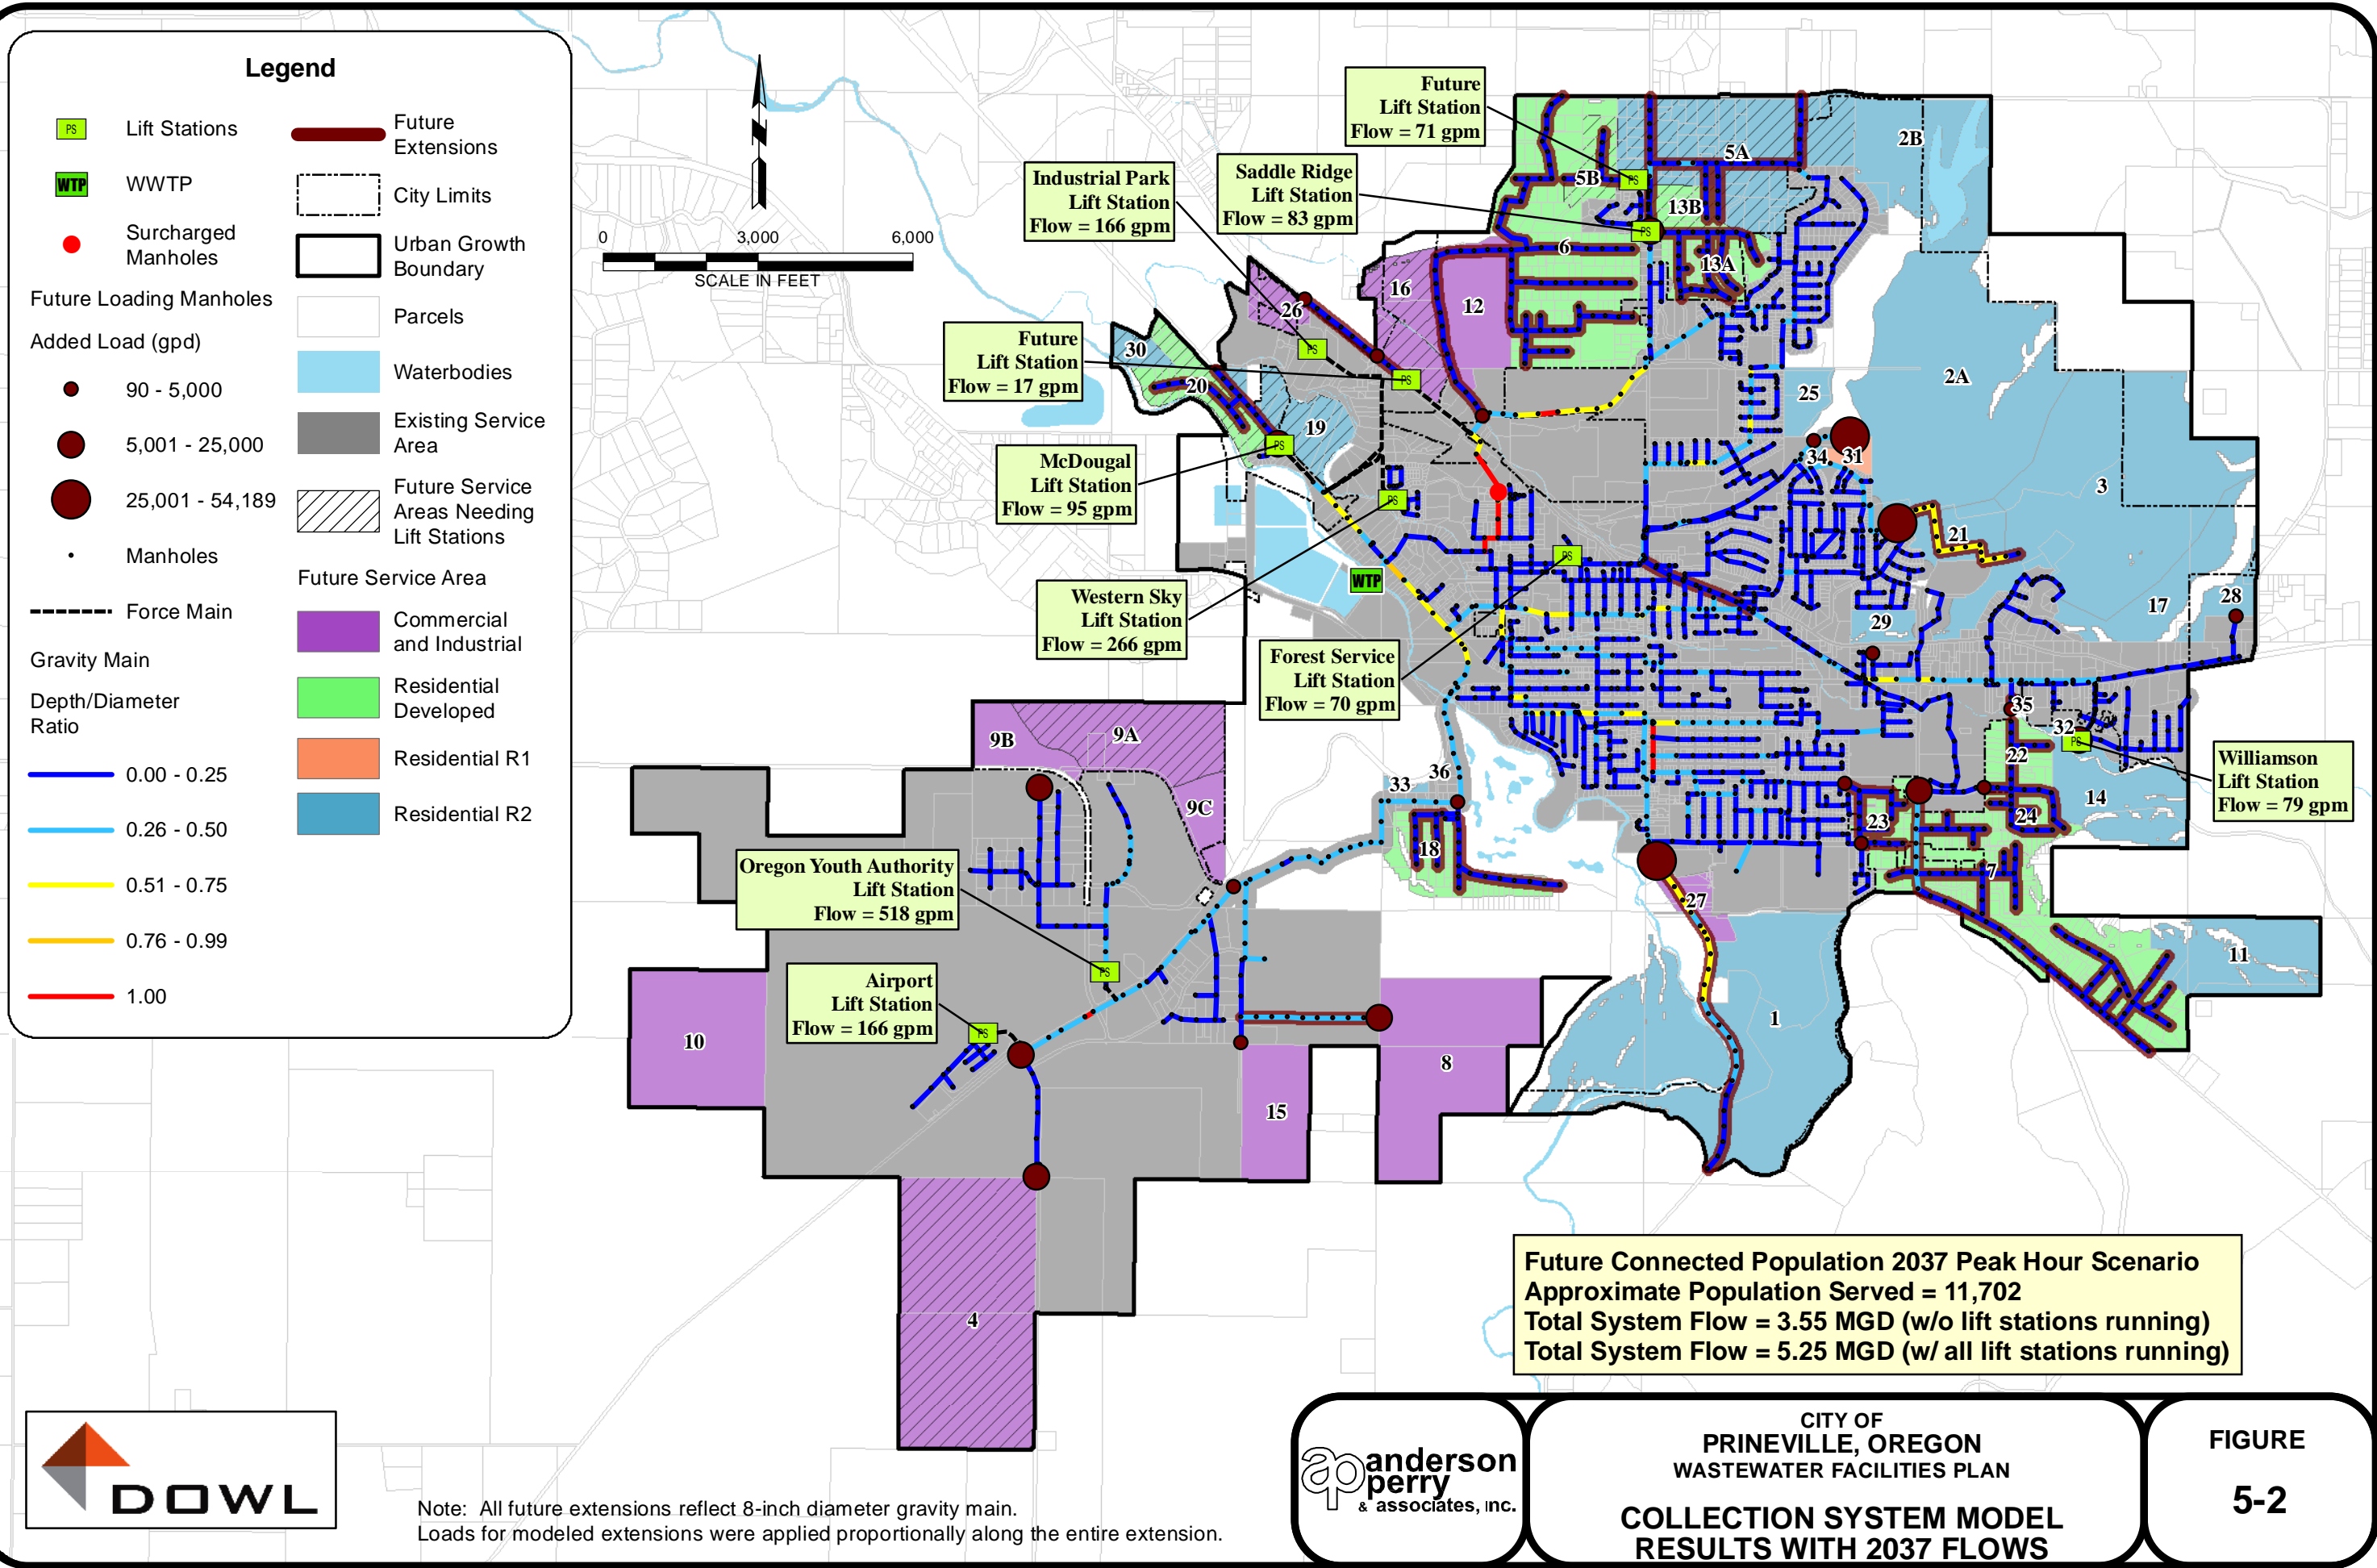 Legend
PS
Lift Stations
WTP
WWTP
Surcharged
Manholes
Future Loading Manholes
Added Load (gpd)
90 - 5,000
5,001 - 25,000
25,001 - 54,189
Manholes
Force Main
Gravity Main
Depth/Diameter
Ratio
0.00 - 0.25
0.26 - 0.50
0.51 - 0.75
0.76 - 0.99
1.00
Future
Extensions
City Limits
Urban Growth
Boundary
Parcels
Waterbodies
Existing Service
Area
Future Service
Areas Needing
Lift Stations
Future Service Area
Commercial
and Industrial
Residential
Developed
Residential R1
Residential R2
N
0 3,000 6,000
SCALE IN FEET
Future
Lift Station
Flow = 71 gpm
Saddle Ridge
Lift Station
Flow = 83 gpm
Industrial Park
Lift Station
Flow = 166 gpm
Future
Lift Station
Flow = 17 gpm
McDougal
Lift Station
Flow = 95 gpm
Western Sky
Lift Station
Flow = 266 gpm
Forest Service
Lift Station
Flow = 70 gpm
Williamson
Lift Station
Flow = 79 gpm
Oregon Youth Authority
Lift Station
Flow = 518 gpm
Airport
Lift Station
Flow = 166 gpm
2B
5A
5B
PS
13B
PS
6
13A
16
12
26
PS
30
PS
20
2A
25
19
PS
34
31
3
PS
21
PS
WTP
17
28
29
35
32
PS
22
9B
9A
9C
33
36
14
24
23
18
7
27
11
PS
PS
1
10
8
15
4
Future Connected Population 2037 Peak Hour Scenario
Approximate Population Served = 11,702
Total System Flow = 3.55 MGD (w/o lift stations running)
Total System Flow = 5.25 MGD (w/ all lift stations running)
DOWL
Note: All future extensions reflect 8-inch diameter gravity main.
Loads for modeled extensions were applied proportionally along the entire extension.
ap anderson
perry
& associates, inc.
CITY OF
PRINEVILLE, OREGON
WASTEWATER FACILITIES PLAN
COLLECTION SYSTEM MODEL
RESULTS WITH 2037 FLOWS
FIGURE
5-2